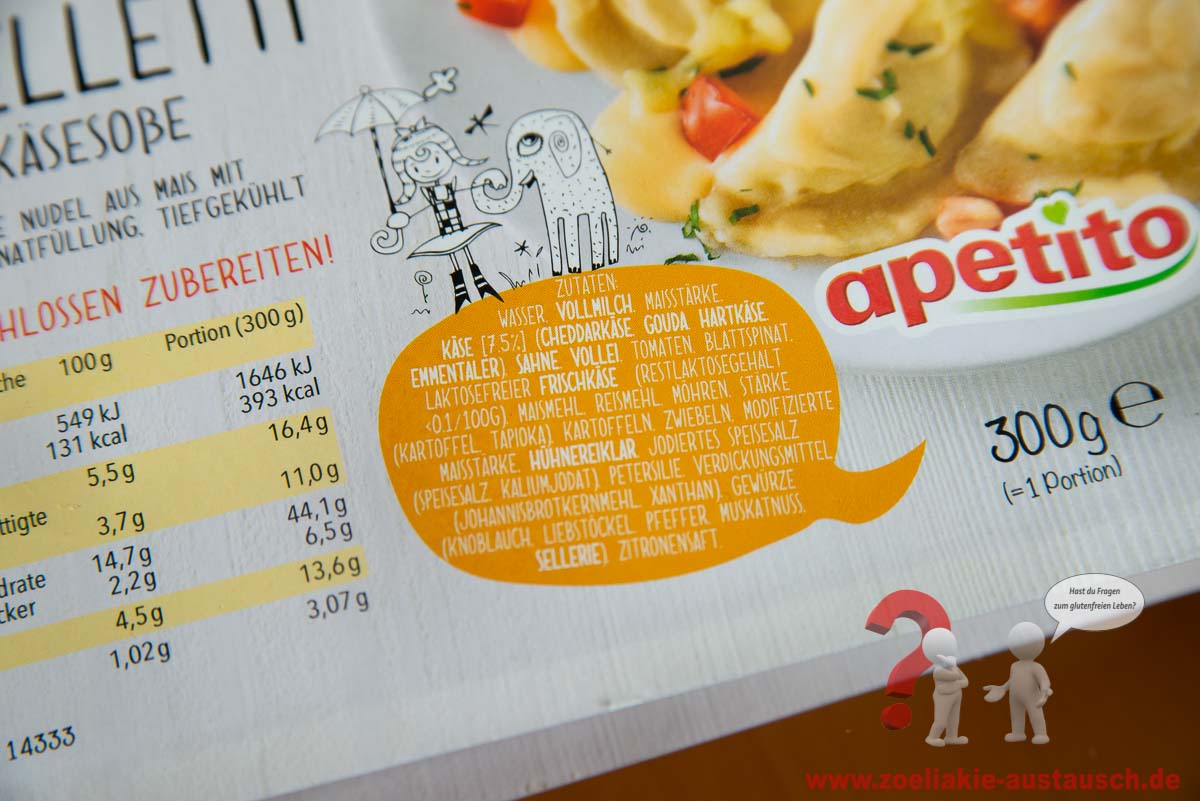 LLETTI
KÄSESOßE
E NUDEL AUS MAIS MIT
NATFÜLLUNG, TIEFGEKÜHLT
HLOSSEN ZUBEREITEN!
che 100 g Portion (300 g)
549 kJ 1646 kJ
131 kcal 393 kcal
5,5 g 16,4 g
ttigte 3,7 g 11,0 g
drate 14,7 g 44,1 g
cker 2,2 g 6,5 g
4,5 g 13,6 g
1,02 g 3,07 g
14333
ZUTATEN:
WASSER, VOLLMILCH, MAISSTÄRKE,
KÄSE [7,5%] (CHEDDARKÄSE, GOUDA, HARTKÄSE,
EMMENTALER), SAHNE, VOLLEI, TOMATEN, BLATTSPINAT,
LAKTOSEFREIER FRISCHKÄSE (RESTLAKTOSEGEHALT
<0,1/100G), MAISMEHL, REISMEHL, MÖHREN, STÄRKE
(KARTOFFEL, TAPIOKA), KARTOFFELN, ZWIEBELN, MODIFIZIERTE
MAISSTÄRKE, HÜHNEREIKLAR, JODIERTES SPEISESALZ
(SPEISESALZ, KALIUMJODAT), PETERSILIE, VERDICKUNGSMITTEL
(JOHANNISBROTKERNMEHL, XANTHAN), GEWÜRZE
(KNOBLAUCH, LIEBSTÖCKEL, PFEFFER, MUSKATNUSS,
SELLERIE), ZITRONENSAFT.
apetito
300g ℮
(=1 Portion)
Hast du Fragen
zum glutenfreien Leben?
www.zoeliakie-austausch.de